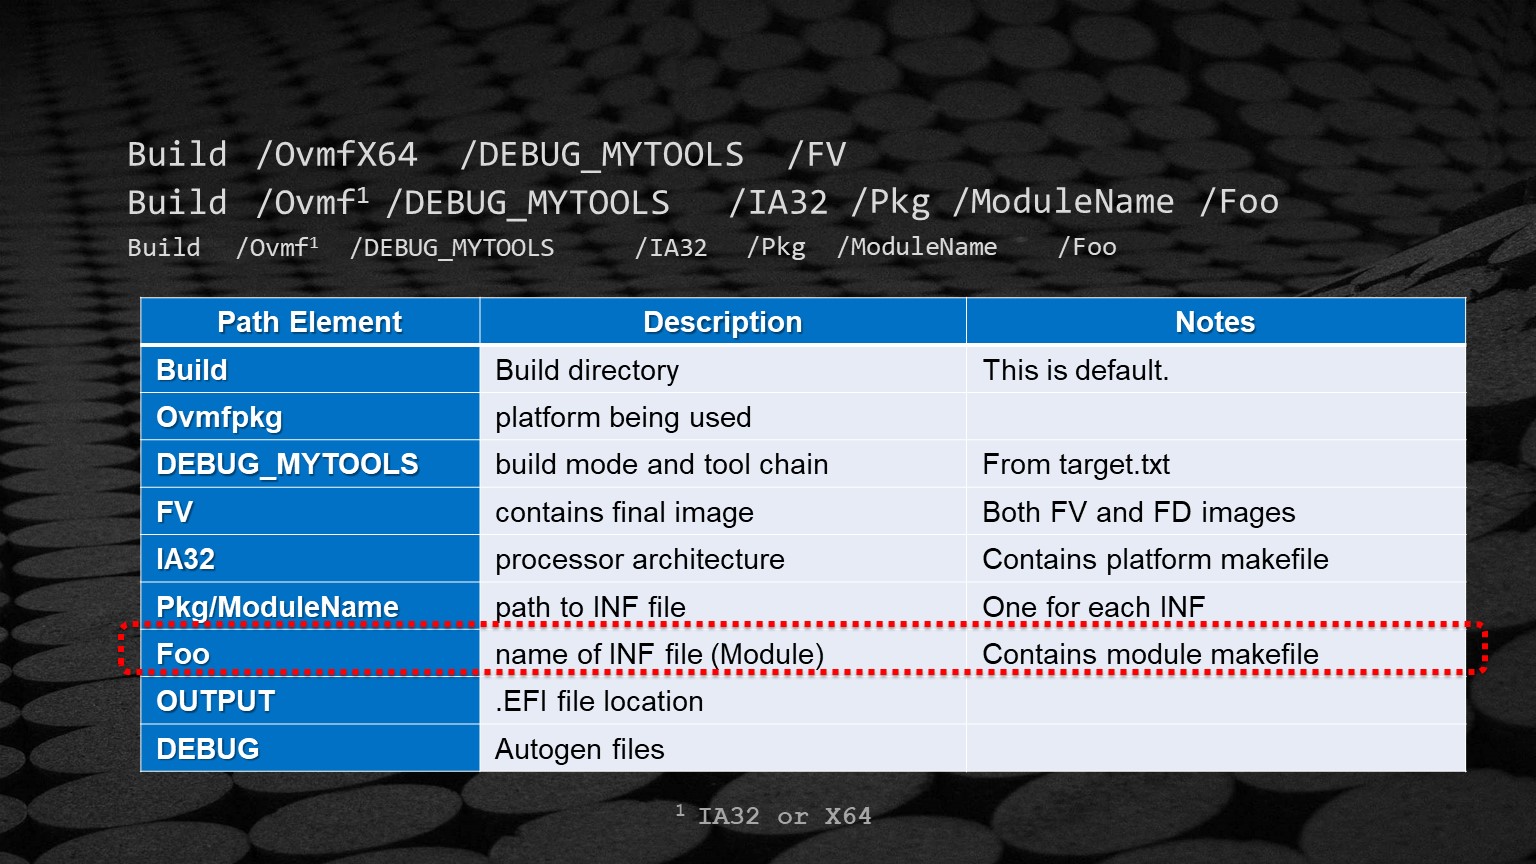 Build /OvmfX64 /DEBUG_MYTOOLS /FV
Build /Ovmf¹ /DEBUG_MYTOOLS /IA32 /Pkg /ModuleName /Foo
Build /Ovmf¹ /DEBUG_MYTOOLS /IA32 /Pkg /ModuleName /Foo
Path Element Description Notes
Build Build directory This is default.
Ovmfpkg platform being used
DEBUG_MYTOOLS build mode and tool chain From target.txt
FV contains final image Both FV and FD images
IA32 processor architecture Contains platform makefile
Pkg/ModuleName path to INF file One for each INF
Foo name of INF file (Module) Contains module makefile
OUTPUT .EFI file location
DEBUG Autogen files
¹ IA32 or X64